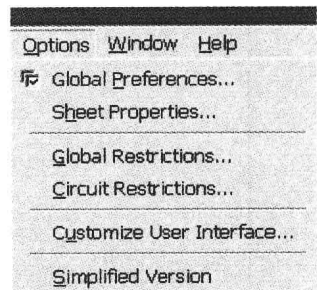 Options Window Help
Global Preferences...
Sheet Properties...
Global Restrictions...
Circuit Restrictions...
Customize User Interface...
Simplified Version